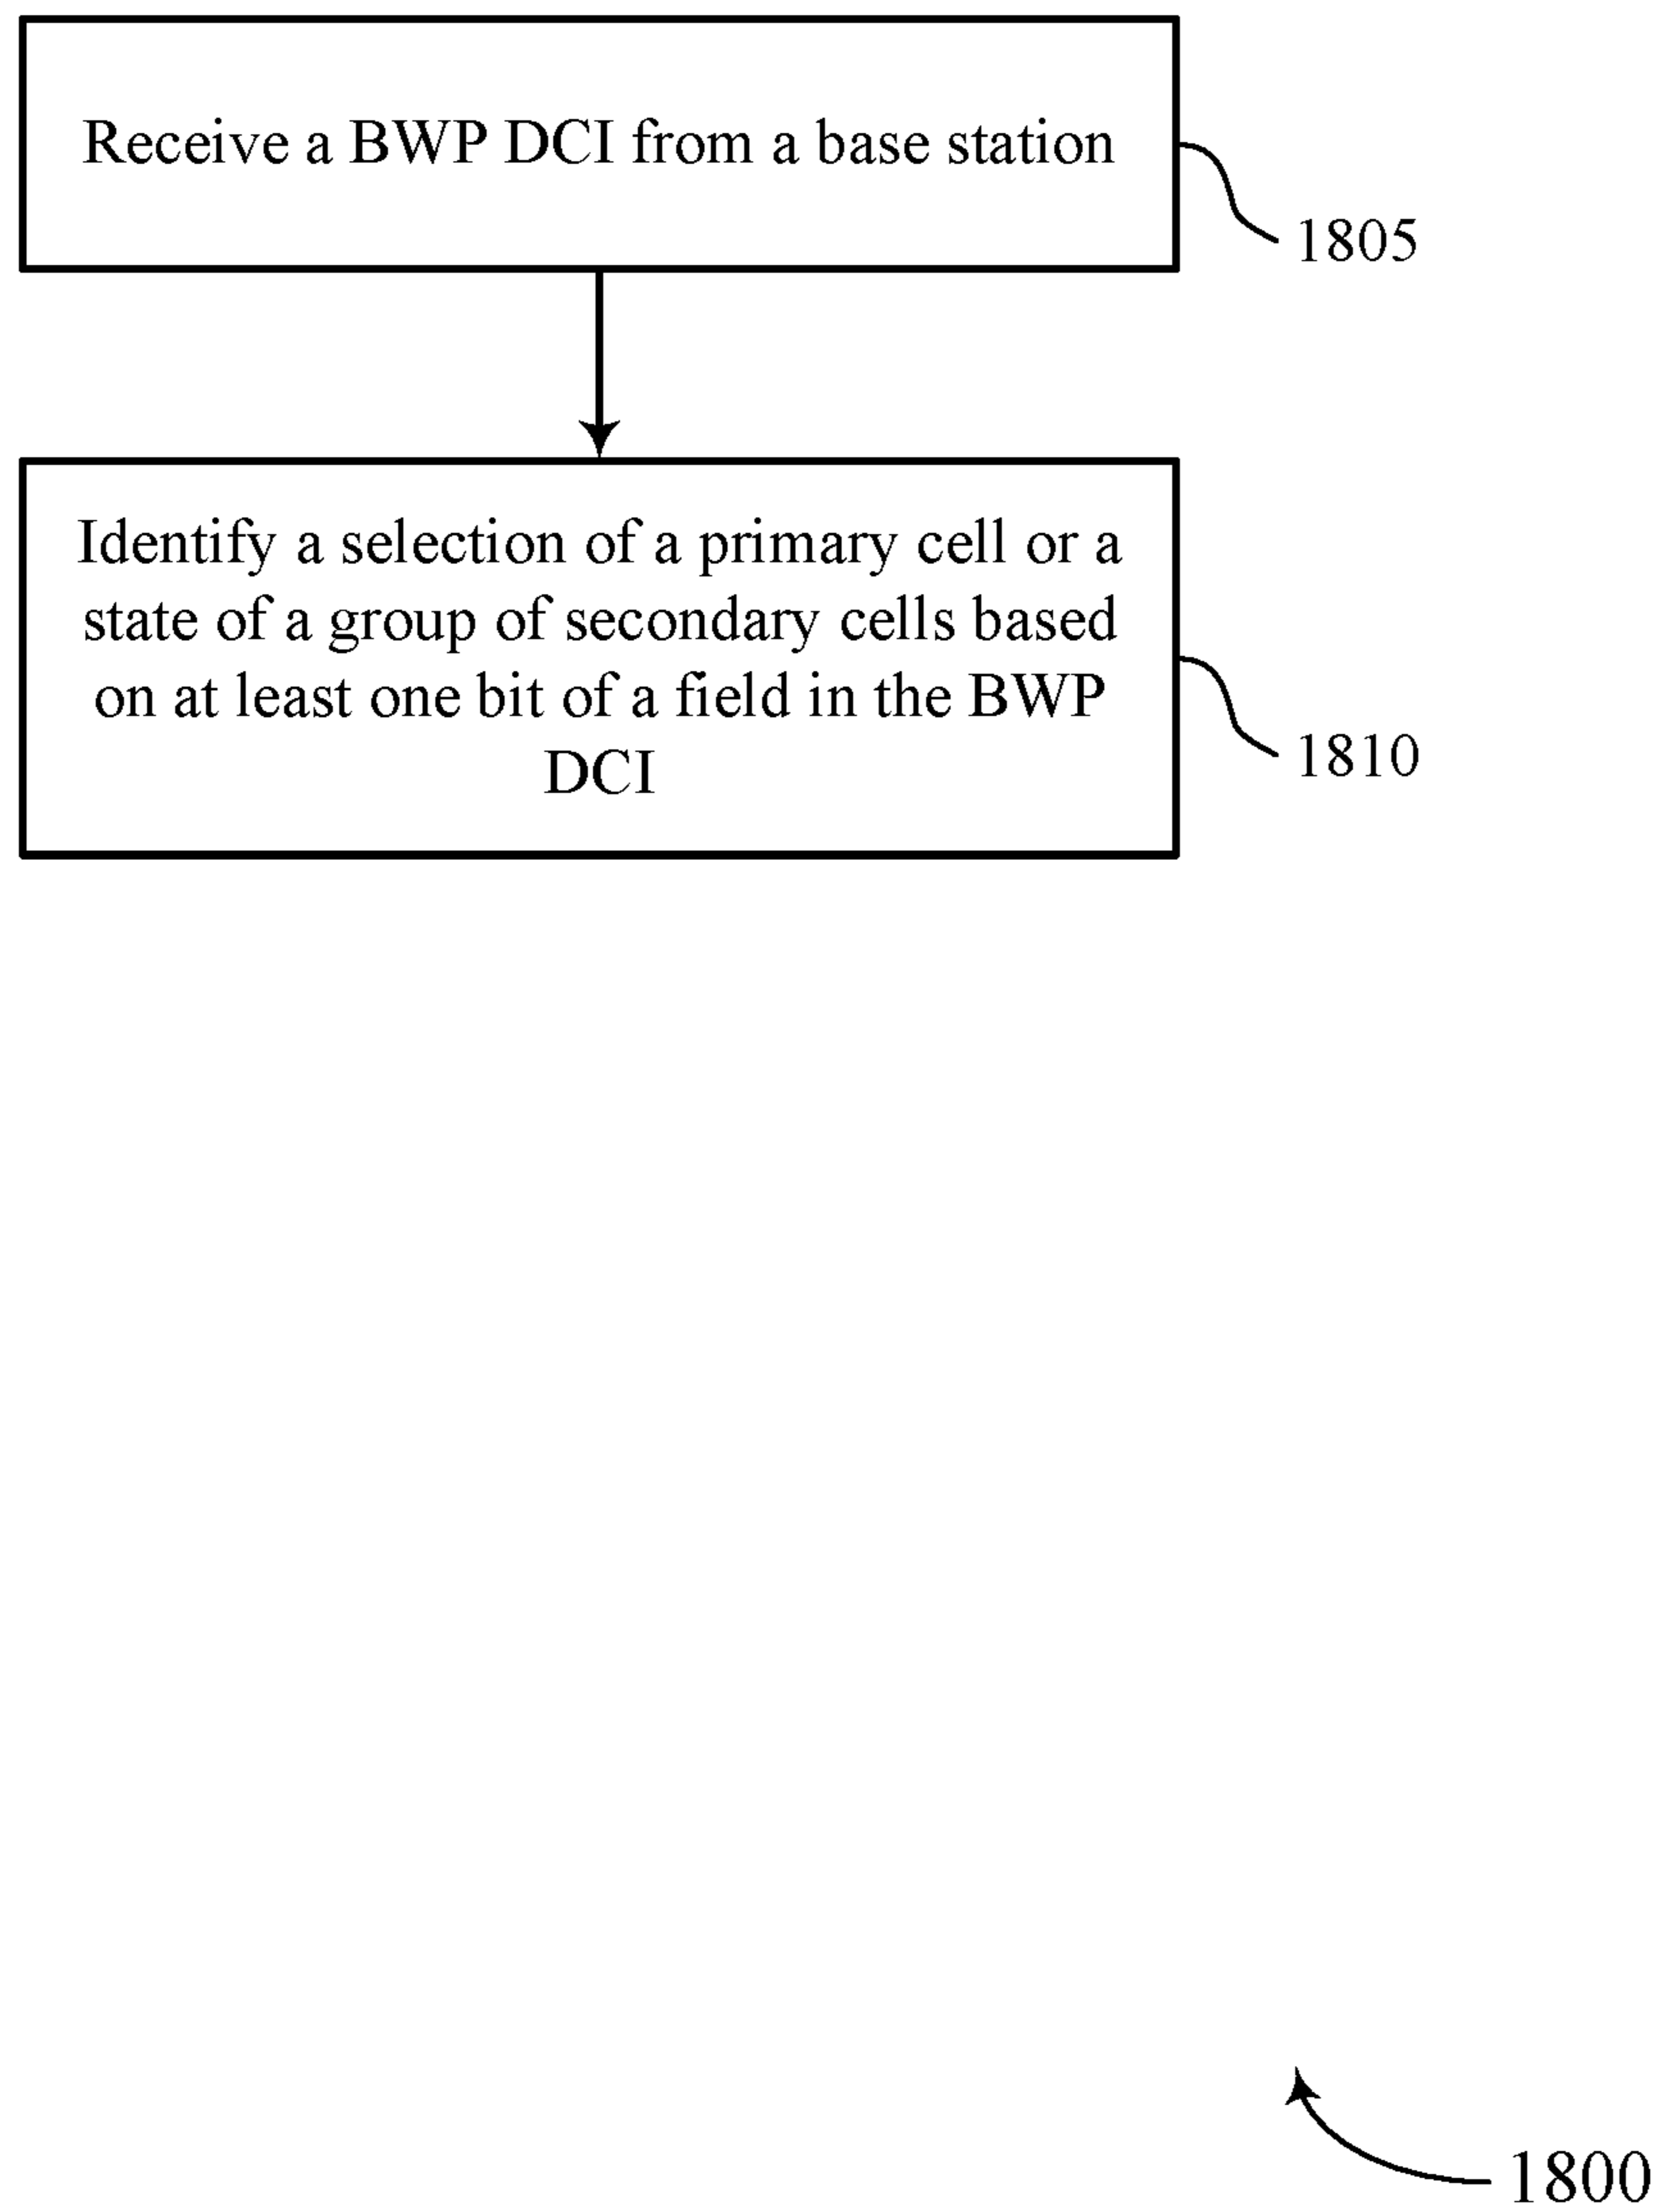 Receive a BWP DCI from a base station
1805
Identify a selection of a primary cell or a
state of a group of secondary cells based
on at least one bit of a field in the BWP
DCI
1810
1800